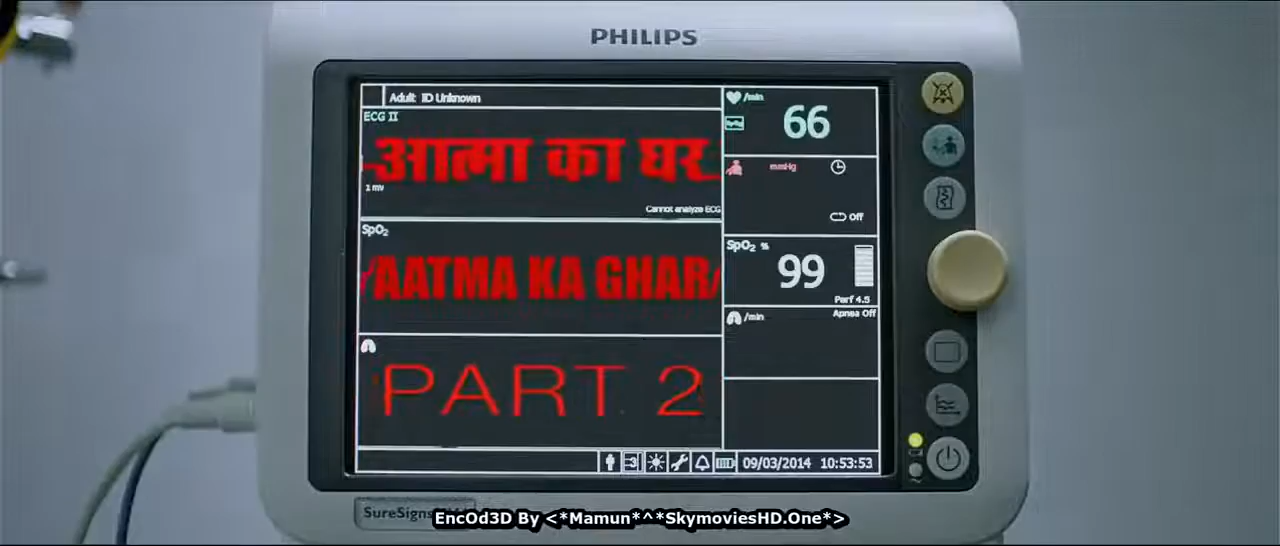 PHILIPS
Adult ID Unknown
ECG II
आत्मा का घर
1 mV
Cannot analyze ECG
SpO₂
AATMA KA GHAR
PART 2
/min
66
mmHg
Off
SpO₂ %
99
Perf 4.5
/min
Apnea Off
09/03/2014 10:53:53
SureSigns
EncOd3D By <*Mamun*^*SkymoviesHD.One*>